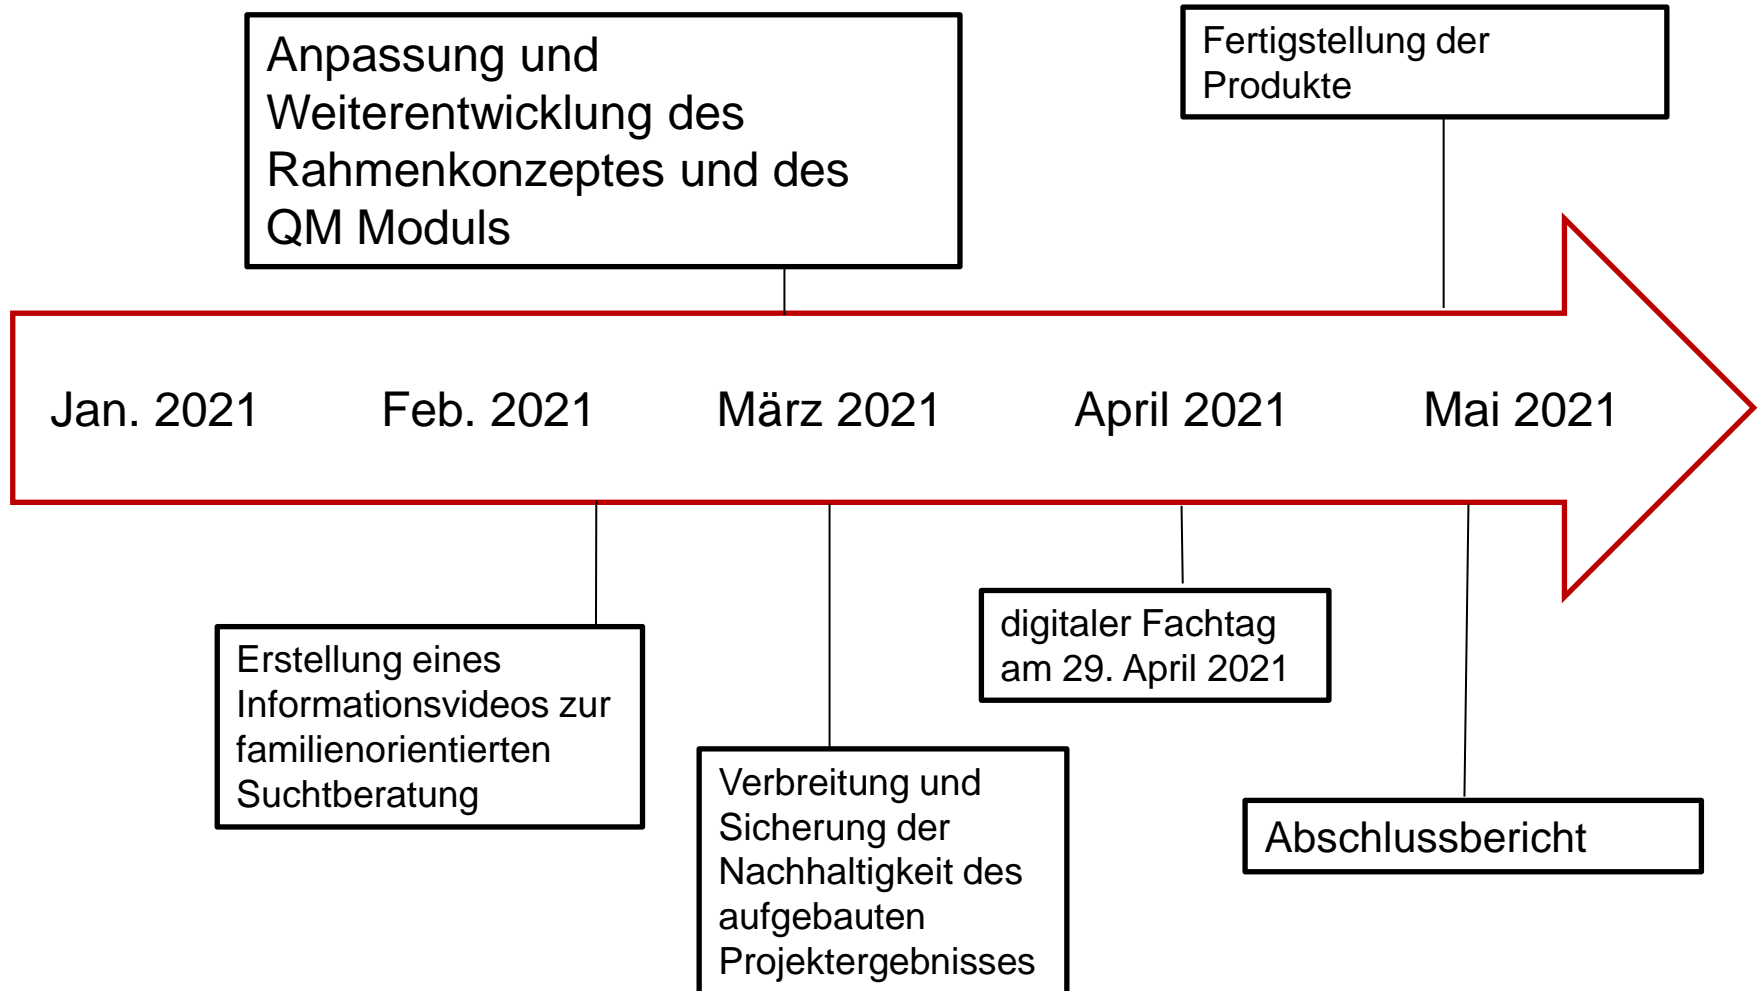 Anpassung und
Weiterentwicklung des
Rahmenkonzeptes und des
QM Moduls
Fertigstellung der
Produkte
Jan. 2021
Feb. 2021
März 2021
April 2021
Mai 2021
Erstellung eines
Informationsvideos zur
familienorientierten
Suchtberatung
Verbreitung und
Sicherung der
Nachhaltigkeit des
aufgebauten
Projektergebnisses
digitaler Fachtag
am 29. April 2021
Abschlussbericht